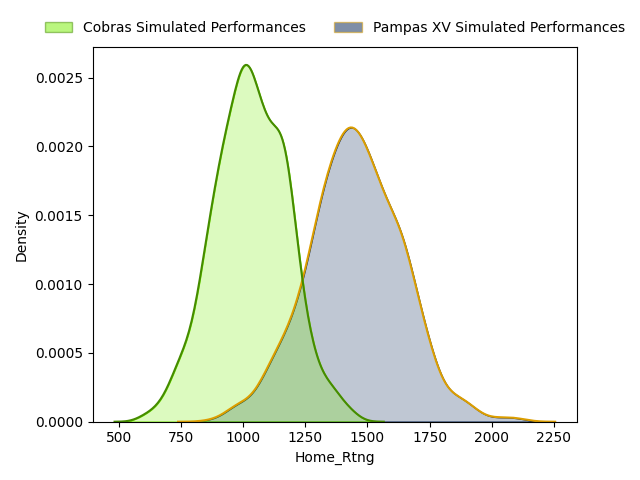 Cobras Simulated Performances Pampas XV Simulated Performances
0.0025
0.0020
0.0015
0.0010
0.0005
0.0000
Density
500 750 1000 1250 1500 1750 2000 2250
Home_Rtng